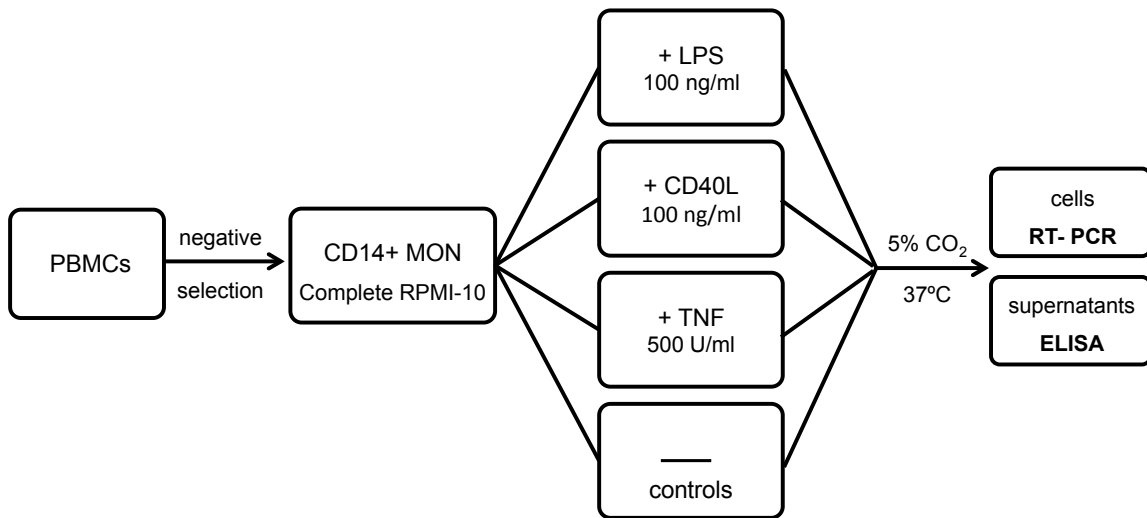 PBMCs
negative
selection
CD14+ MON
Complete RPMI-10
+ LPS
100 ng/ml
+ CD40L
100 ng/ml
+ TNF
500 U/ml
controls
5% CO₂
37ºC
cells
RT- PCR
supernatants
ELISA